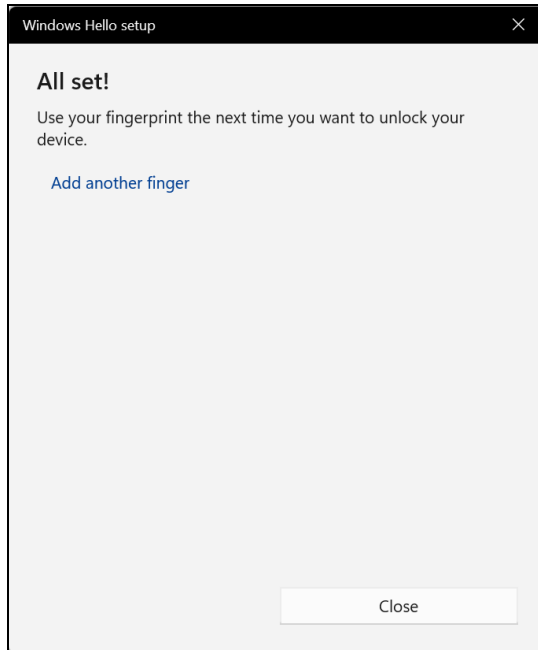 Windows Hello setup
All set!
Use your fingerprint the next time you want to unlock your
device.
Add another finger
Close